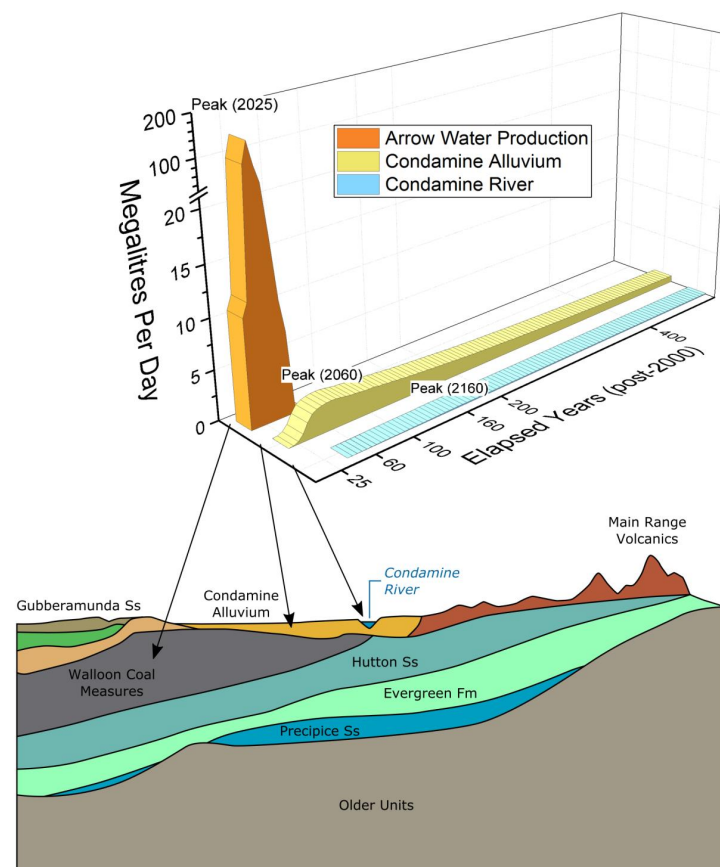 Peak (2025)
200
100
20
15
10
5
0
Megalitres Per Day
Arrow Water Production
Condamine Alluvium
Condamine River
Peak (2060)
Peak (2160)
25
60
100
160
200
400
Elapsed Years (post-2000)
Main Range
Volcanics
Condamine
River
Gubberamunda Ss
Condamine
Alluvium
Walloon Coal
Measures
Hutton Ss
Evergreen Fm
Precipice Ss
Older Units